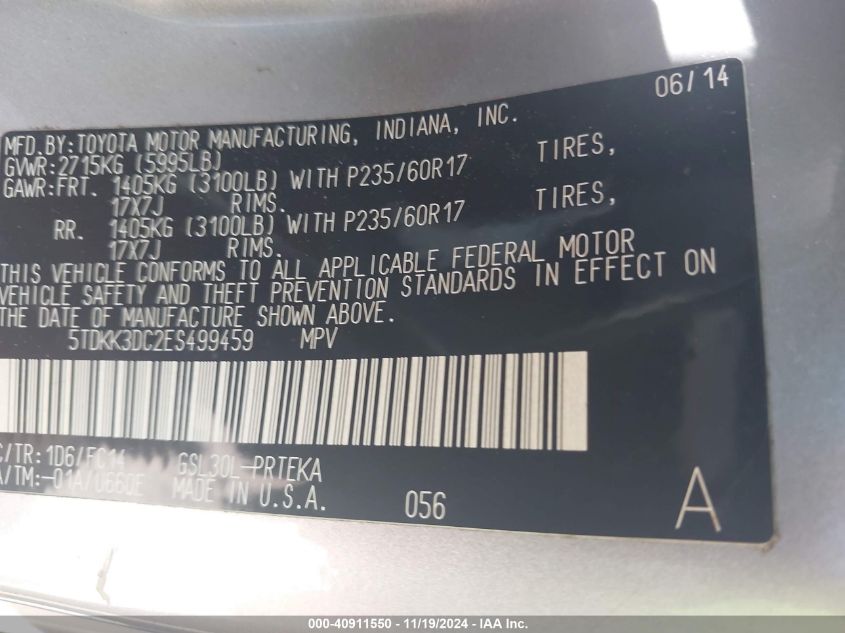 06/14
MFD.BY:TOYOTA MOTOR MANUFACTURING, INDIANA, INC.
GVWR:2715KG (5995LB)
GAWR:FRT. 1405KG (3100LB) WITH P235/60R17 TIRES,
17X7J RIMS.
RR. 1405KG (3100LB) WITH P235/60R17 TIRES,
17X7J RIMS.
THIS VEHICLE CONFORMS TO ALL APPLICABLE FEDERAL MOTOR
VEHICLE SAFETY AND THEFT PREVENTION STANDARDS IN EFFECT ON
THE DATE OF MANUFACTURE SHOWN ABOVE.
5TDKK3DC2ES499459 MPV
C/TR:1D6/FC14 GSL30L-PRTEKA
A/TM:-01A/U660E MADE IN U.S.A.
056
A
000-40911550 - 11/19/2024 - IAA Inc.